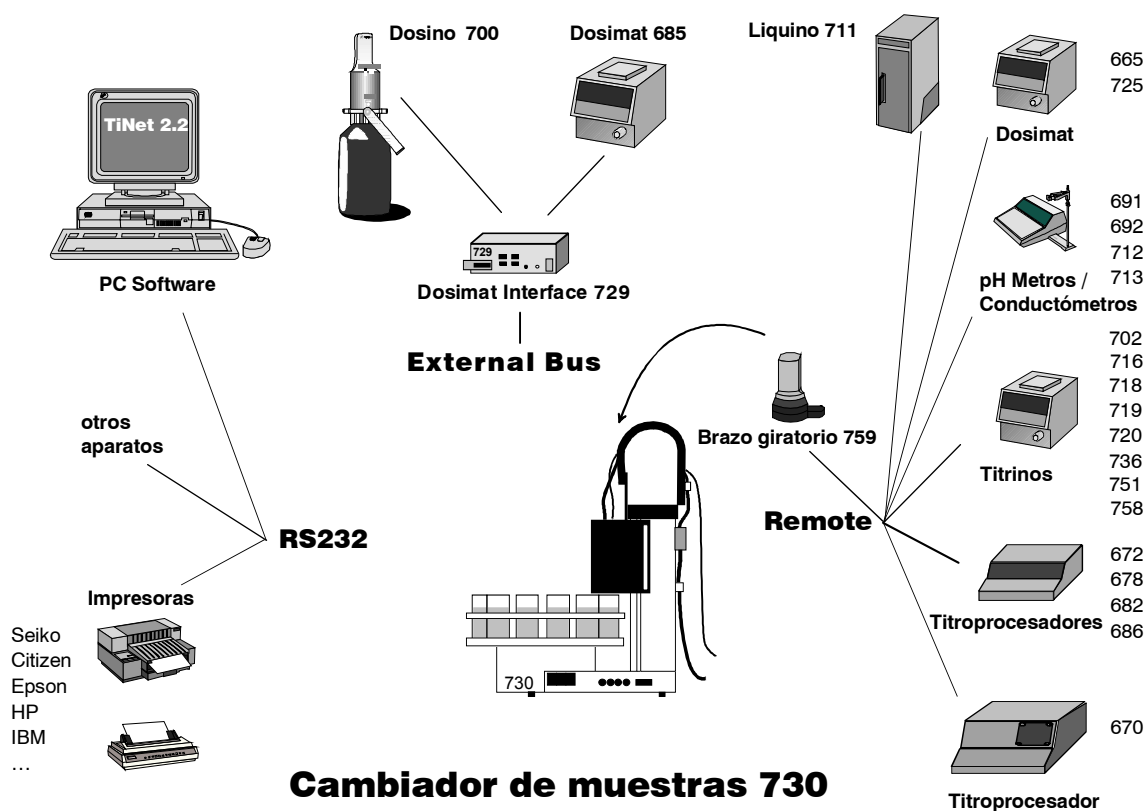 Dosino 700
Dosimat 685
Liquino 711
665
725
TiNet 2.2
Dosimat
691
692
712
713
729
PC Software
Dosimat Interface 729
pH Metros /
Conductómetros
External Bus
702
716
718
719
720
736
751
758
otros
aparatos
Brazo giratorio 759
Titrinos
RS232
Remote
672
678
682
686
Impresoras
Titroprocesadores
Seiko
Citizen
Epson
HP
IBM
…
730
670
Cambiador de muestras 730
Titroprocesador